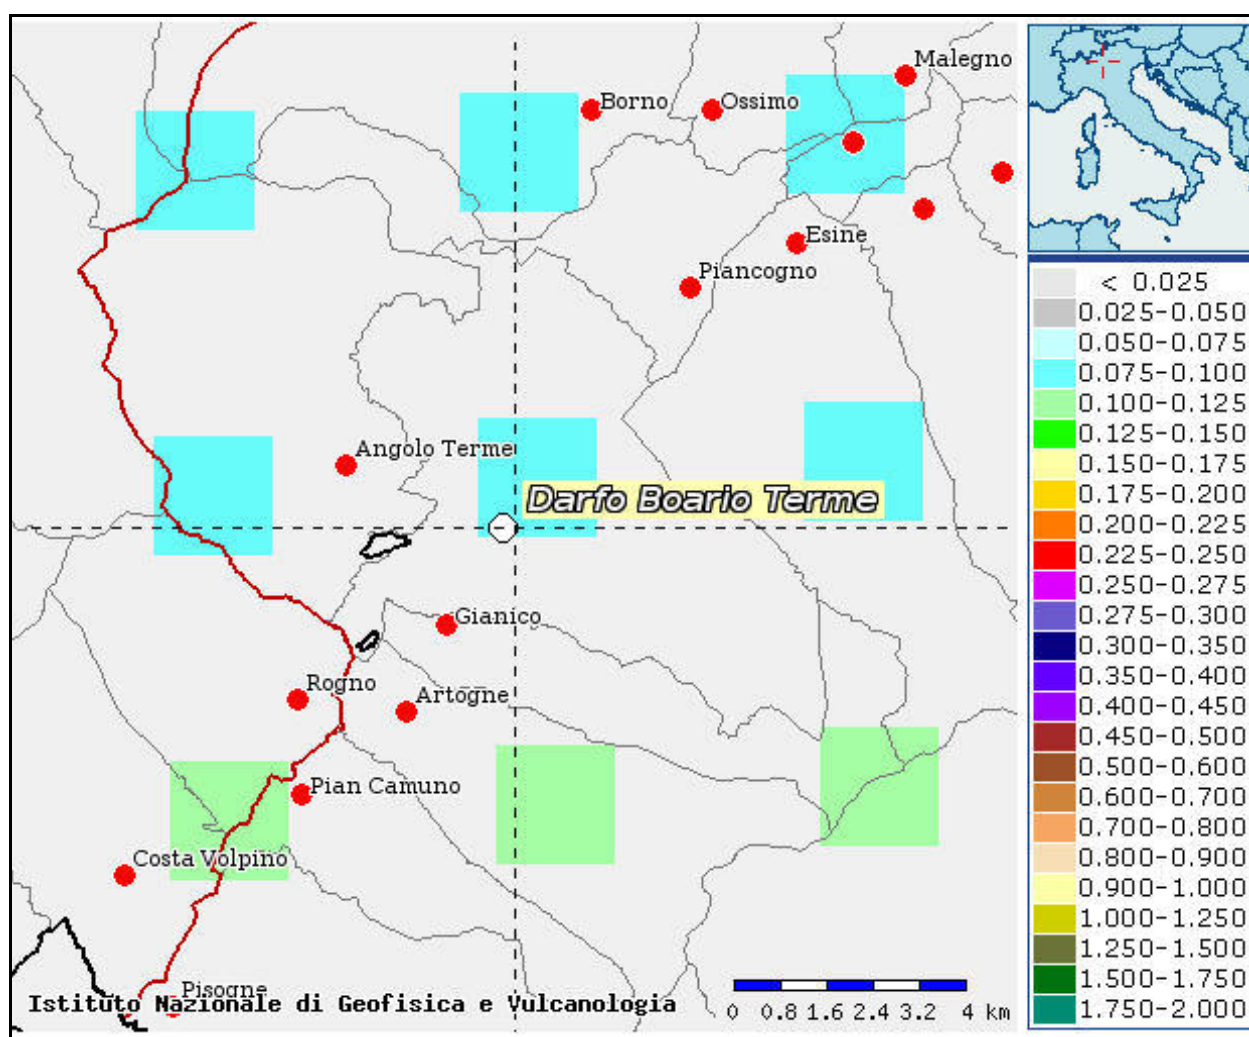 Malegno
Borno
Ossimo
Esine
Piancogno
Angolo Terme
Darfo Boario Terme
Gianico
Rogno
Artogne
Pian Camuno
Costa Volpino
Pisogne
Istituto Nazionale di Geofisica e Vulcanologia
0 0.8 1.6 2.4 3.2 4 km
< 0.025
0.025-0.050
0.050-0.075
0.075-0.100
0.100-0.125
0.125-0.150
0.150-0.175
0.175-0.200
0.200-0.225
0.225-0.250
0.250-0.275
0.275-0.300
0.300-0.350
0.350-0.400
0.400-0.450
0.450-0.500
0.500-0.600
0.600-0.700
0.700-0.800
0.800-0.900
0.900-1.000
1.000-1.250
1.250-1.500
1.500-1.750
1.750-2.000